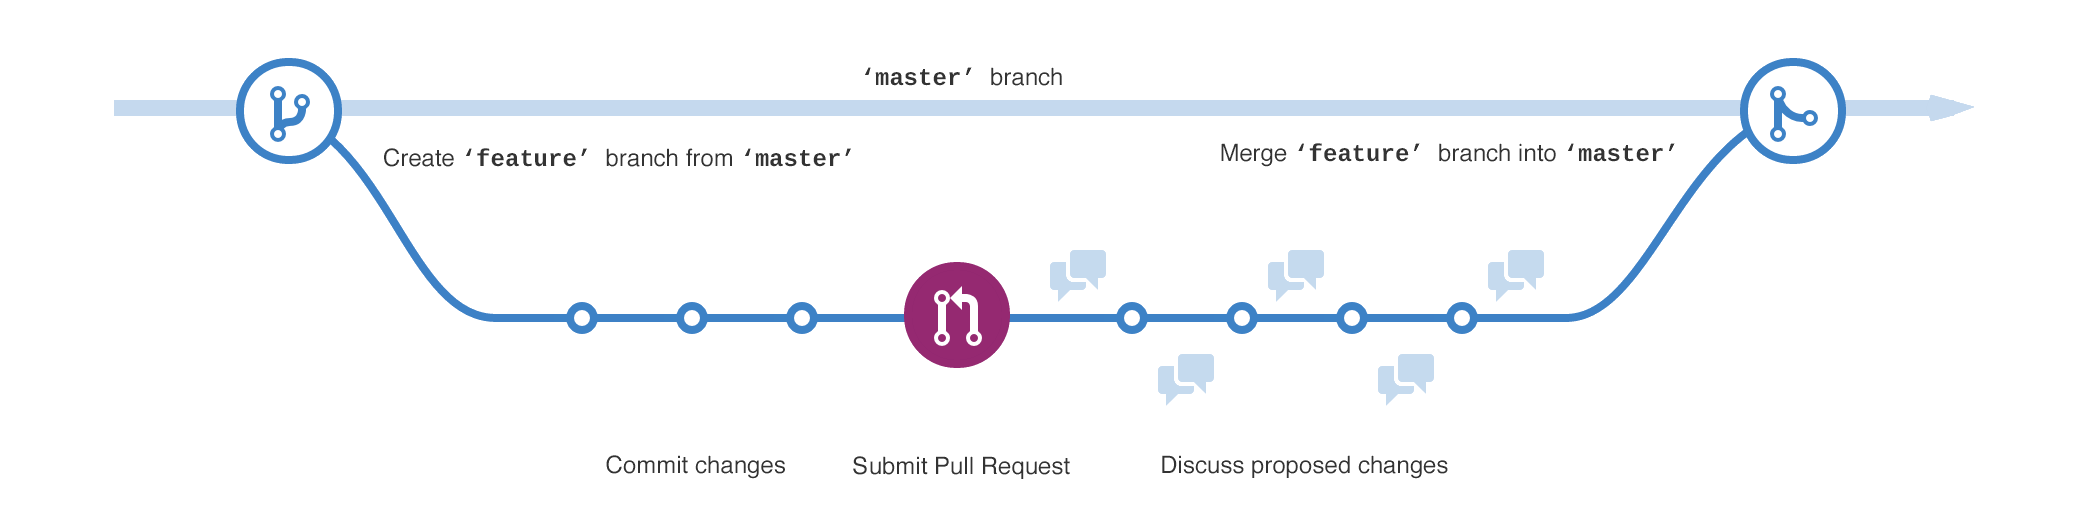 ‘master’ branch
Create ‘feature’ branch from ‘master’
Merge ‘feature’ branch into ‘master’
Commit changes
Submit Pull Request
Discuss proposed changes